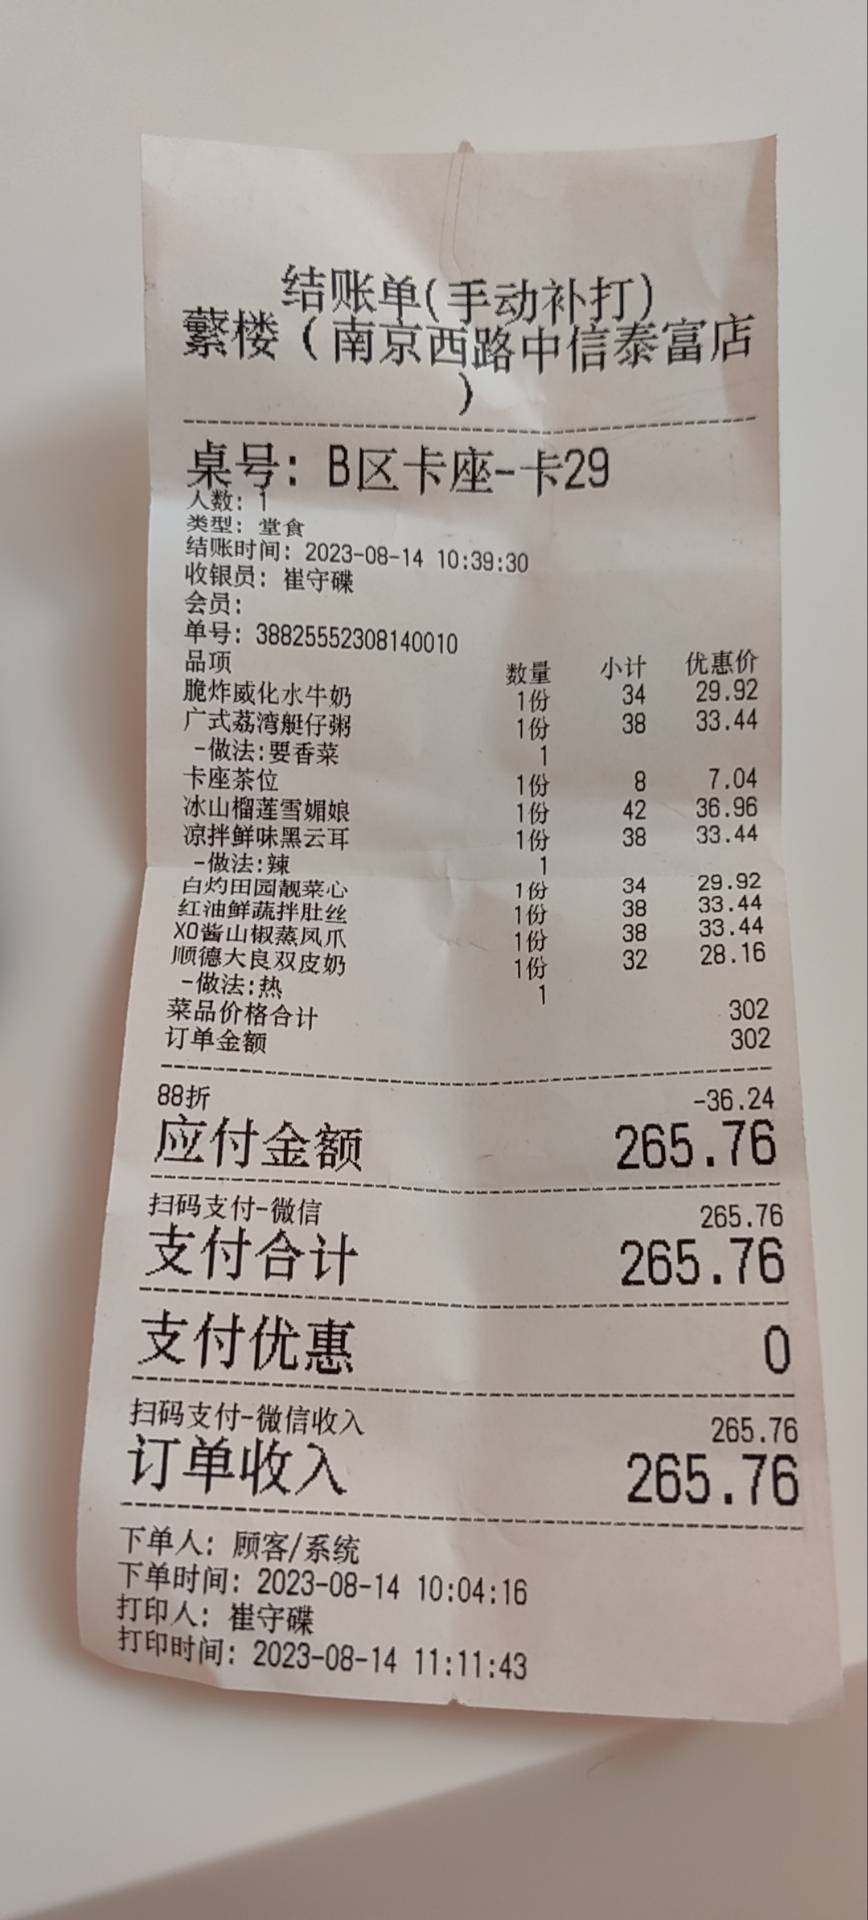 结账单(手动补打)
蘩楼（南京西路中信泰富店
）
桌号: B区卡座-卡29
人数: 1
类型: 堂食
结账时间: 2023-08-14 10:39:30
收银员: 崔守碟
会员:
单号: 38825552308140010
品项 数量 小计 优惠价
脆炸威化水牛奶 1份 34 29.92
广式荔湾艇仔粥 1份 38 33.44
-做法:要香菜 1
卡座茶位 1份 8 7.04
冰山榴莲雪媚娘 1份 42 36.96
凉拌鲜味黑云耳 1份 38 33.44
-做法:辣 1
白灼田园靓菜心 1份 34 29.92
红油鲜蔬拌肚丝 1份 38 33.44
XO酱山椒蒸凤爪 1份 38 33.44
顺德大良双皮奶 1份 32 28.16
-做法:热 1
菜品价格合计 302
订单金额 302
88折 -36.24
应付金额 265.76
扫码支付-微信 265.76
支付合计 265.76
支付优惠 0
扫码支付-微信收入 265.76
订单收入 265.76
下单人: 顾客/系统
下单时间: 2023-08-14 10:04:16
打印人: 崔守碟
打印时间: 2023-08-14 11:11:43